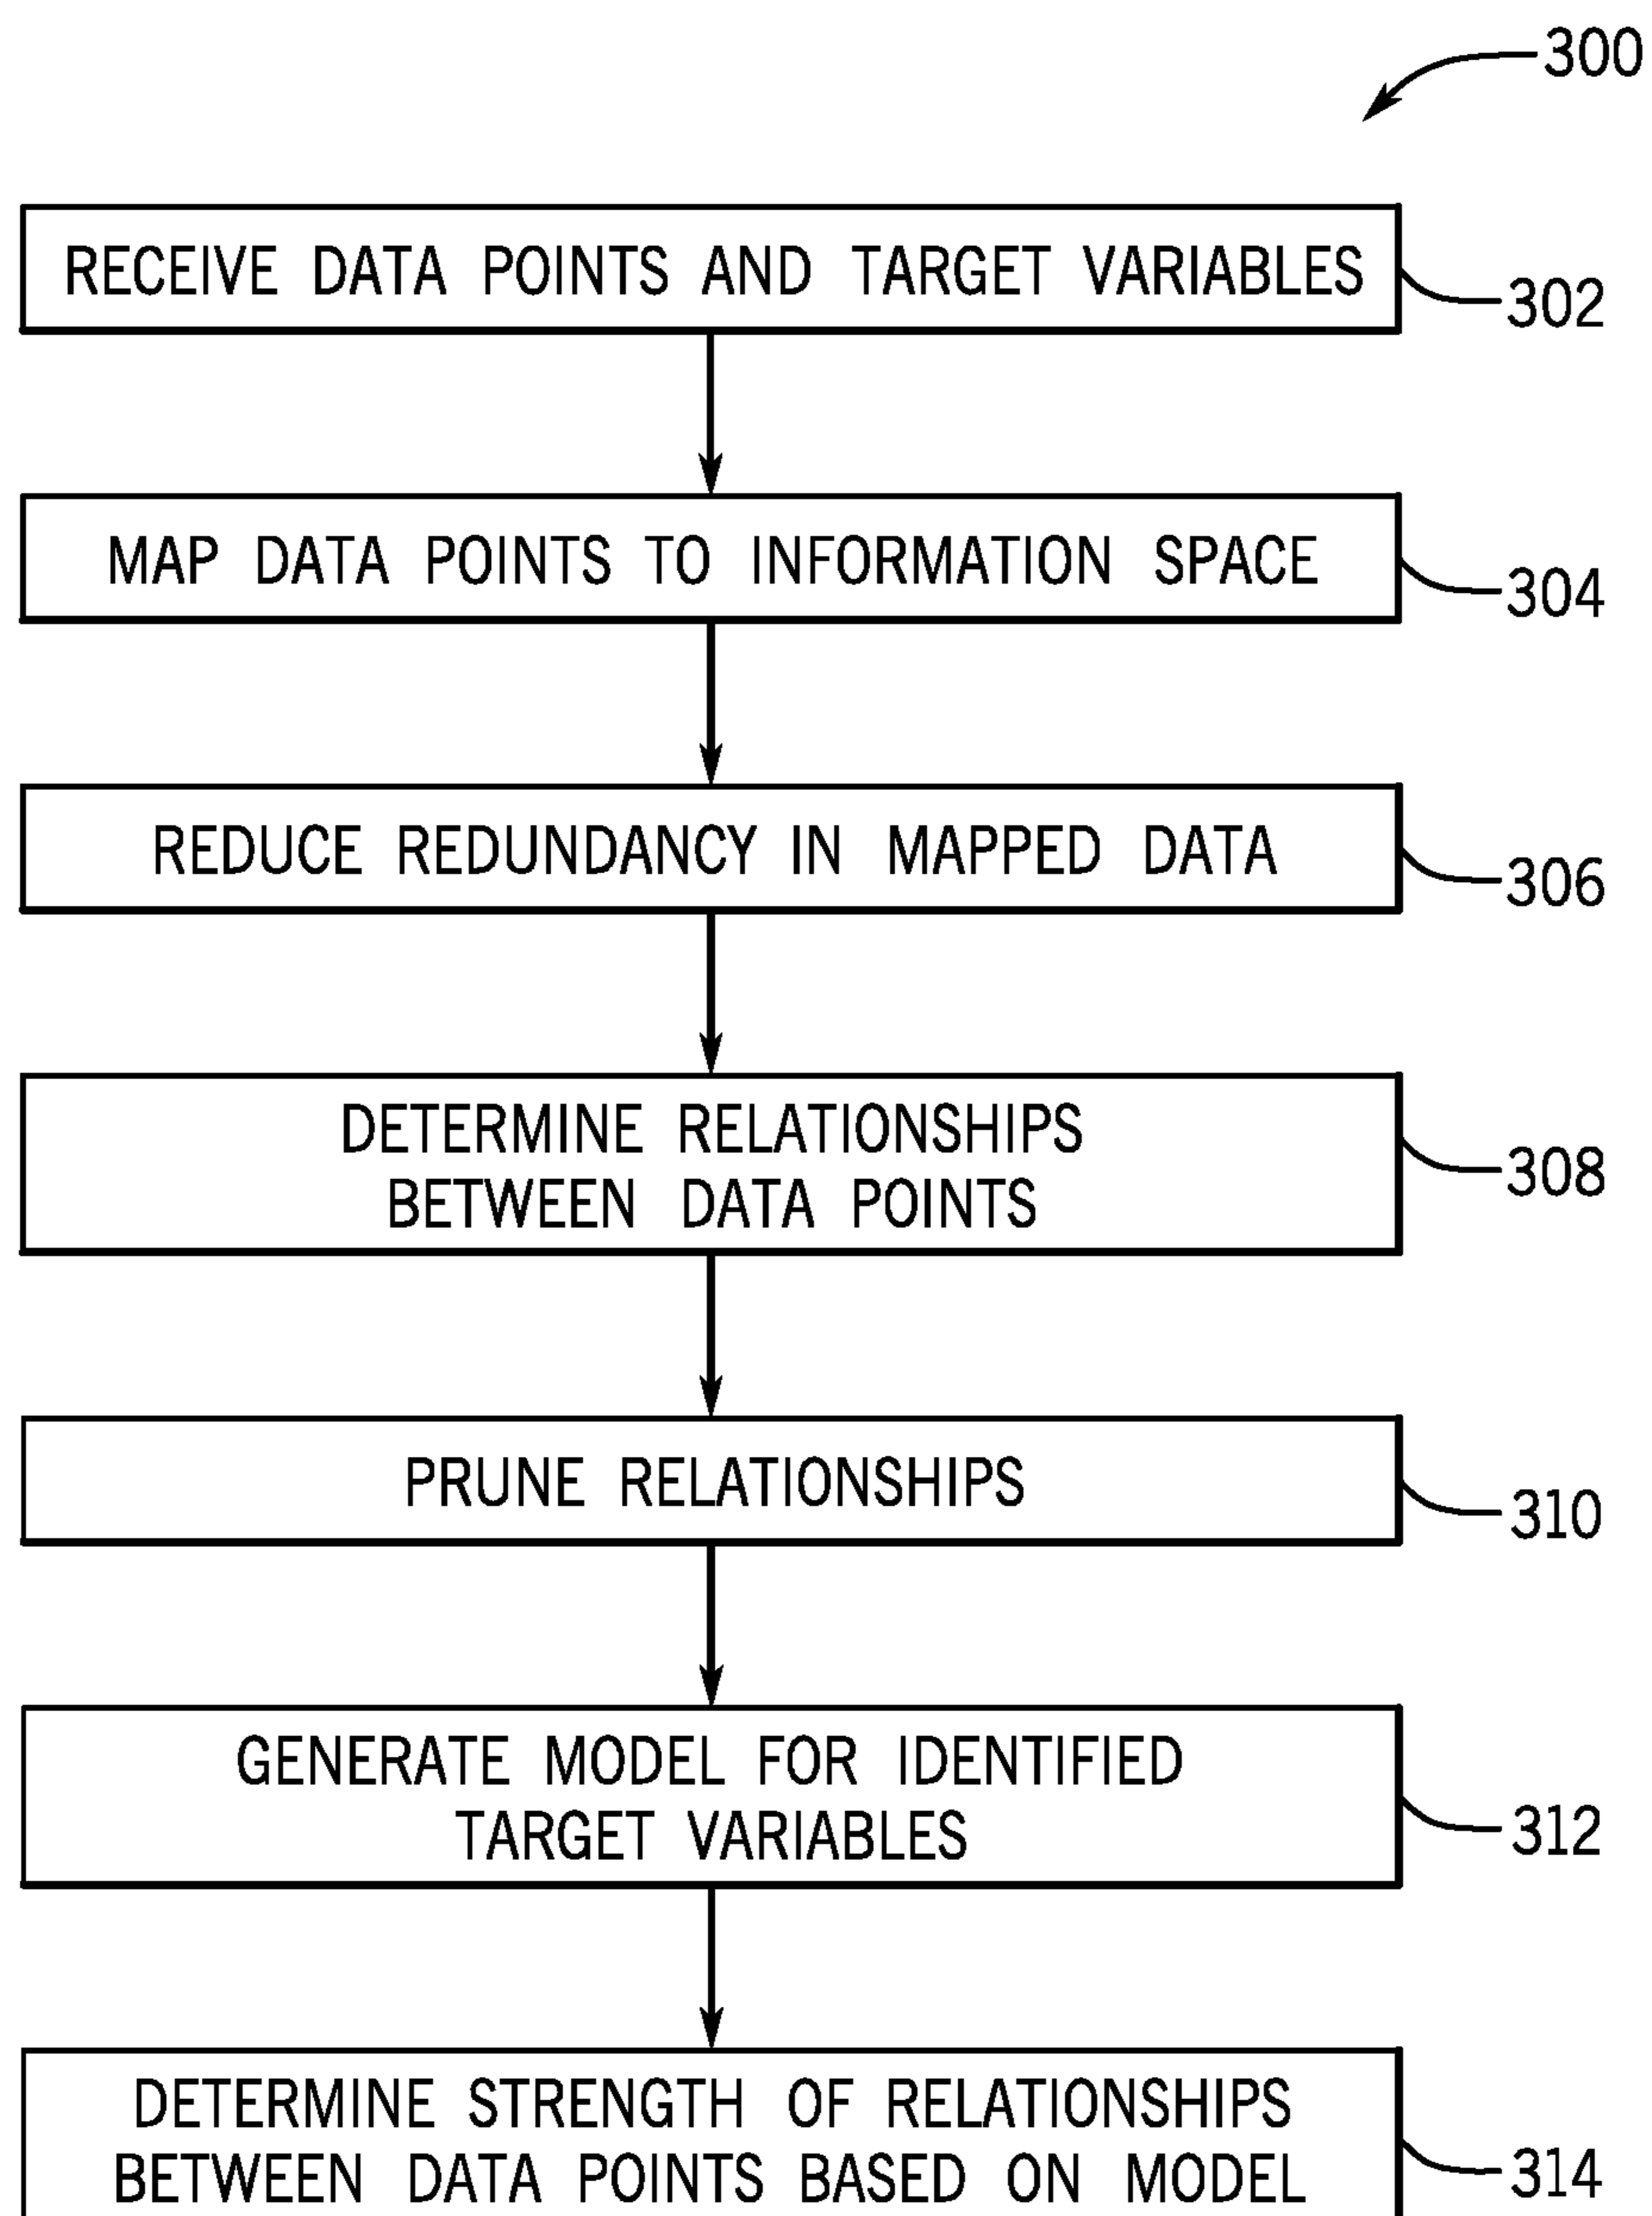 300
RECEIVE DATA POINTS AND TARGET VARIABLES
302
MAP DATA POINTS TO INFORMATION SPACE
304
REDUCE REDUNDANCY IN MAPPED DATA
306
DETERMINE RELATIONSHIPS
BETWEEN DATA POINTS
308
PRUNE RELATIONSHIPS
310
GENERATE MODEL FOR IDENTIFIED
TARGET VARIABLES
312
DETERMINE STRENGTH OF RELATIONSHIPS
BETWEEN DATA POINTS BASED ON MODEL
314